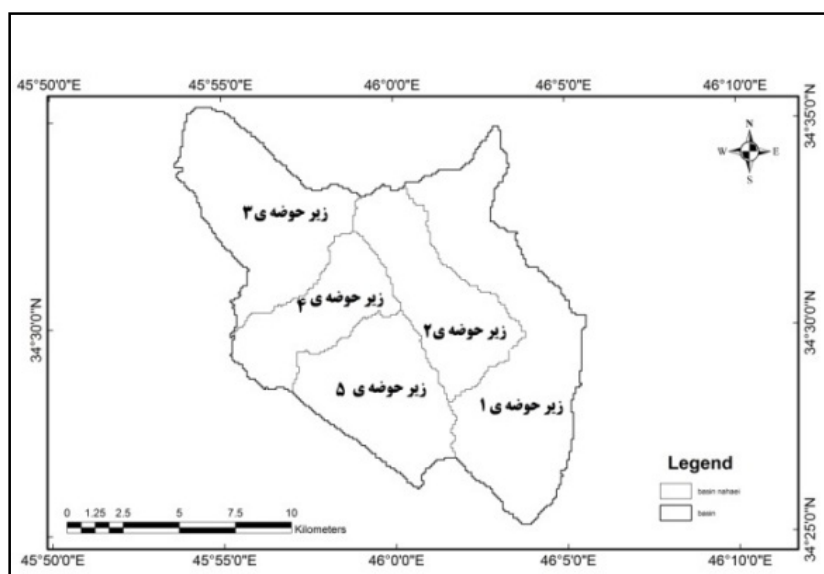 45°50'0"E 45°55'0"E 46°0'0"E 46°5'0"E 46°10'0"E
34°35'0"N
N
W E
S
زیر حوضه ی ۳
زیر حوضه ی ۴
34°30'0"N
زیر حوضه ی۲
34°30'0"N
زیر حوضه ی ۵
زیر حوضه ی ۱
Legend
basin nahaei
basin
0 1.25 2.5 5 7.5 10
Kilometers
34°25'0"N
45°50'0"E 45°55'0"E 46°0'0"E 46°5'0"E 46°10'0"E